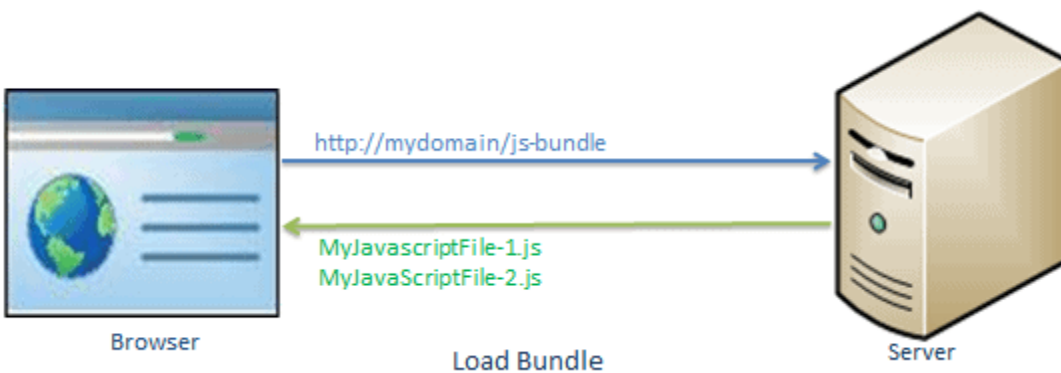 http://mydomain/js-bundle
MyJavascriptFile-1.js
MyJavaScriptFile-2.js
Browser
Load Bundle
Server